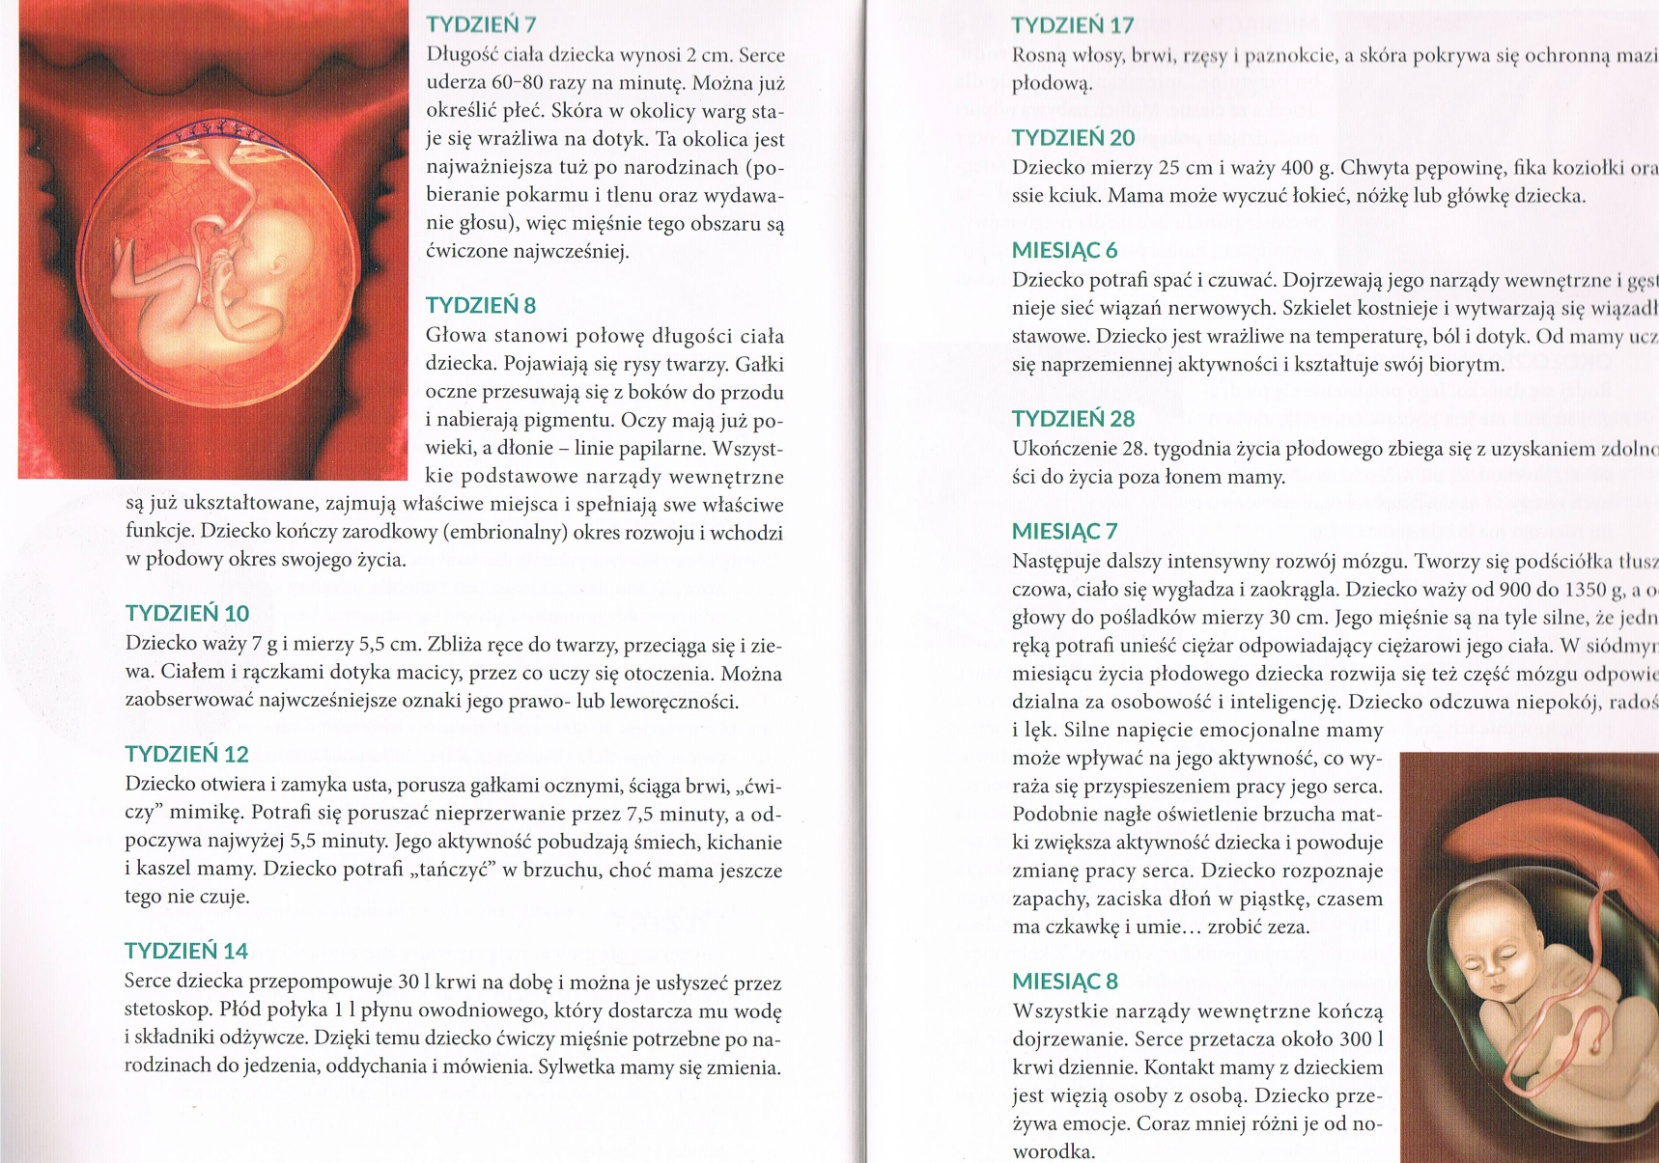 TYDZIEŃ 7
Długość ciała dziecka wynosi 2 cm. Serce
uderza 60–80 razy na minutę. Można już
określić płeć. Skóra w okolicy warg sta-
je się wrażliwa na dotyk. Ta okolica jest
najważniejsza tuż po narodzinach (po-
bieranie pokarmu i tlenu oraz wydawa-
nie głosu), więc mięśnie tego obszaru są
ćwiczone najwcześniej.
TYDZIEŃ 8
Głowa stanowi połowę długości ciała
dziecka. Pojawiają się rysy twarzy. Gałki
oczne przesuwają się z boków do przodu
i nabierają pigmentu. Oczy mają już po-
wieki, a dłonie – linie papilarne. Wszyst-
kie podstawowe narządy wewnętrzne
są już ukształtowane, zajmują właściwe miejsca i spełniają swe właściwe
funkcje. Dziecko kończy zarodkowy (embrionalny) okres rozwoju i wchodzi
w płodowy okres swojego życia.
TYDZIEŃ 10
Dziecko waży 7 g i mierzy 5,5 cm. Zbliża ręce do twarzy, przeciąga się i zie-
wa. Ciałem i rączkami dotyka macicy, przez co uczy się otoczenia. Można
zaobserwować najwcześniejsze oznaki jego prawo- lub leworęczności.
TYDZIEŃ 12
Dziecko otwiera i zamyka usta, porusza gałkami ocznymi, ściąga brwi, „ćwi-
czy” mimikę. Potrafi się poruszać nieprzerwanie przez 7,5 minuty, a od-
poczywa najwyżej 5,5 minuty. Jego aktywność pobudzają śmiech, kichanie
i kaszel mamy. Dziecko potrafi „tańczyć” w brzuchu, choć mama jeszcze
tego nie czuje.
TYDZIEŃ 14
Serce dziecka przepompowuje 30 l krwi na dobę i można je usłyszeć przez
stetoskop. Płód połyka 1 l płynu owodniowego, który dostarcza mu wodę
i składniki odżywcze. Dzięki temu dziecko ćwiczy mięśnie potrzebne po na-
rodzinach do jedzenia, oddychania i mówienia. Sylwetka mamy się zmienia.
TYDZIEŃ 17
Rosną włosy, brwi, rzęsy i paznokcie, a skóra pokrywa się ochronną mazi
płodową.
TYDZIEŃ 20
Dziecko mierzy 25 cm i waży 400 g. Chwyta pępowinę, fika koziołki ora
ssie kciuk. Mama może wyczuć łokieć, nóżkę lub główkę dziecka.
MIESIĄC 6
Dziecko potrafi spać i czuwać. Dojrzewają jego narządy wewnętrzne i gęst
nieje sieć wiązań nerwowych. Szkielet kostnieje i wytwarzają się wiązadł
stawowe. Dziecko jest wrażliwe na temperaturę, ból i dotyk. Od mamy ucz
się naprzemiennej aktywności i kształtuje swój biorytm.
TYDZIEŃ 28
Ukończenie 28. tygodnia życia płodowego zbiega się z uzyskaniem zdolno
ści do życia poza łonem mamy.
MIESIĄC 7
Następuje dalszy intensywny rozwój mózgu. Tworzy się podściółka tłusz
czowa, ciało się wygładza i zaokrągla. Dziecko waży od 900 do 1350 g, a o
głowy do pośladków mierzy 30 cm. Jego mięśnie są na tyle silne, że jedn
ręką potrafi unieść ciężar odpowiadający ciężarowi jego ciała. W siódmym
miesiącu życia płodowego dziecka rozwija się też część mózgu odpowie
dzialna za osobowość i inteligencję. Dziecko odczuwa niepokój, radoś
i lęk. Silne napięcie emocjonalne mamy
może wpływać na jego aktywność, co wy-
raża się przyspieszeniem pracy jego serca.
Podobnie nagłe oświetlenie brzucha mat-
ki zwiększa aktywność dziecka i powoduje
zmianę pracy serca. Dziecko rozpoznaje
zapachy, zaciska dłoń w piąstkę, czasem
ma czkawkę i umie… zrobić zeza.
MIESIĄC 8
Wszystkie narządy wewnętrzne kończą
dojrzewanie. Serce przetacza około 300 l
krwi dziennie. Kontakt mamy z dzieckiem
jest więzią osoby z osobą. Dziecko prze-
żywa emocje. Coraz mniej różni je od no-
worodka.